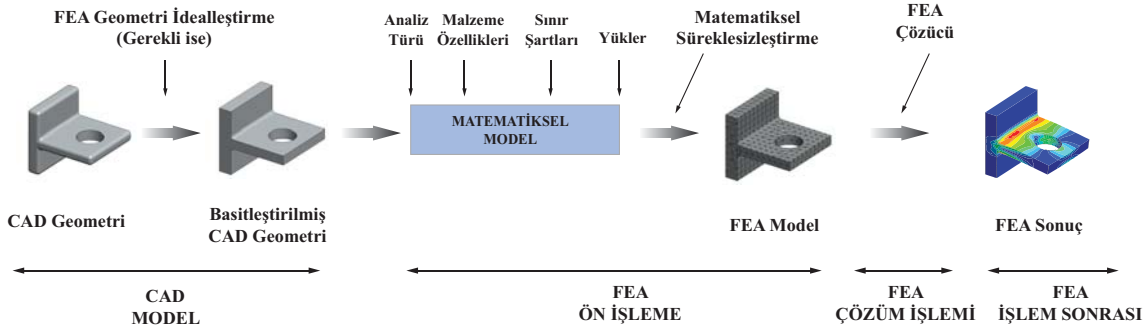 FEA Geometri İdealleştirme
(Gerekli ise)
Analiz
Türü
Malzeme
Özellikleri
Sınır
Şartları
Yükler
Matematiksel
Süreklesizleştirme
FEA
Çözücü
MATEMATİKSEL
MODEL
CAD Geometri
Basitleştirilmiş
CAD Geometri
FEA Model
FEA Sonuç
CAD
MODEL
FEA
ÖN İŞLEME
FEA
ÇÖZÜM İŞLEMİ
FEA
İŞLEM SONRASI